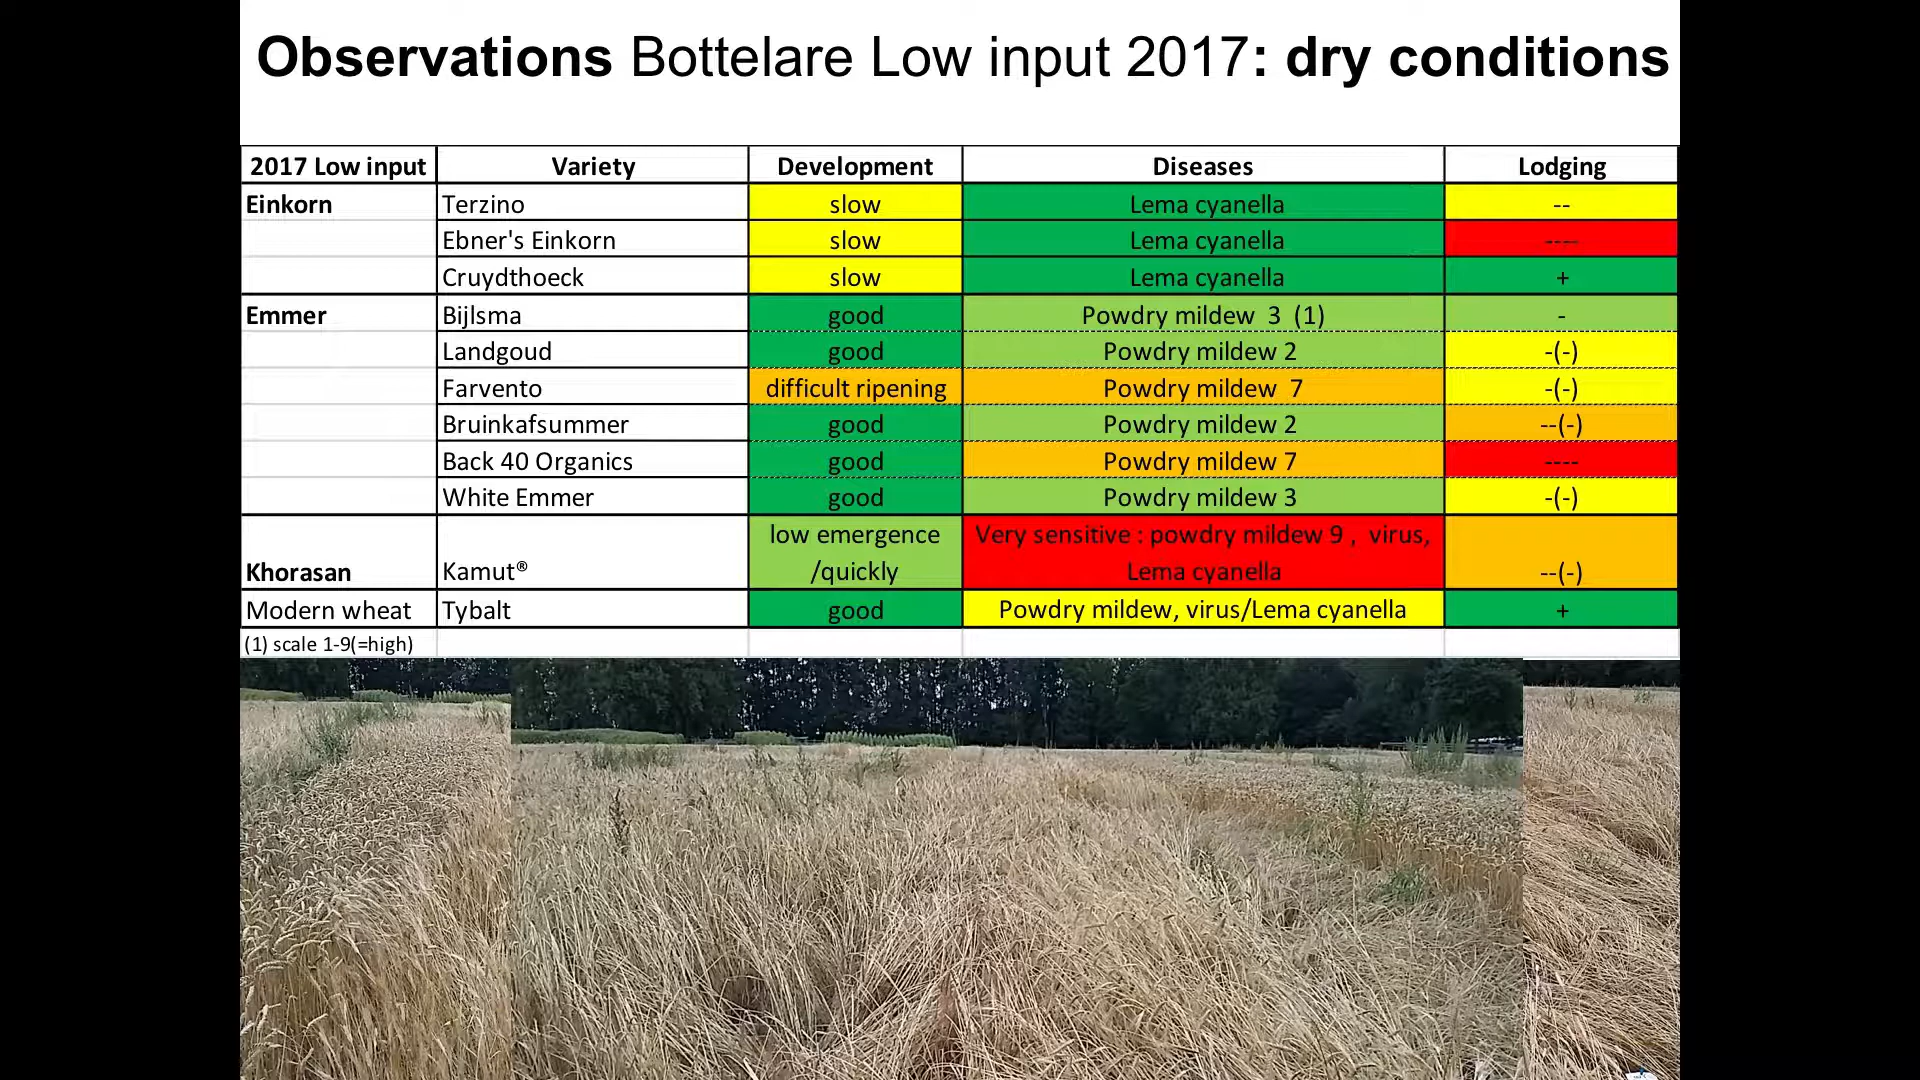 Observations Bottelare Low input 2017: dry conditions
2017 Low input Variety Development Diseases Lodging
Einkorn Terzino slow Lema cyanella --
Ebner's Einkorn slow Lema cyanella ----
Cruydthoeck slow Lema cyanella +
Emmer Bijlsma good Powdry mildew 3 (1) -
Landgoud good Powdry mildew 2 -(-)
Farvento difficult ripening Powdry mildew 7 -(-)
Bruinkafsummer good Powdry mildew 2 --(-)
Back 40 Organics good Powdry mildew 7 ----
White Emmer good Powdry mildew 3 -(-)
low emergence Very sensitive : powdry mildew 9 , virus,
Khorasan Kamut® /quickly Lema cyanella --(-)
Modern wheat Tybalt good Powdry mildew, virus/Lema cyanella +
(1) scale 1-9(=high)